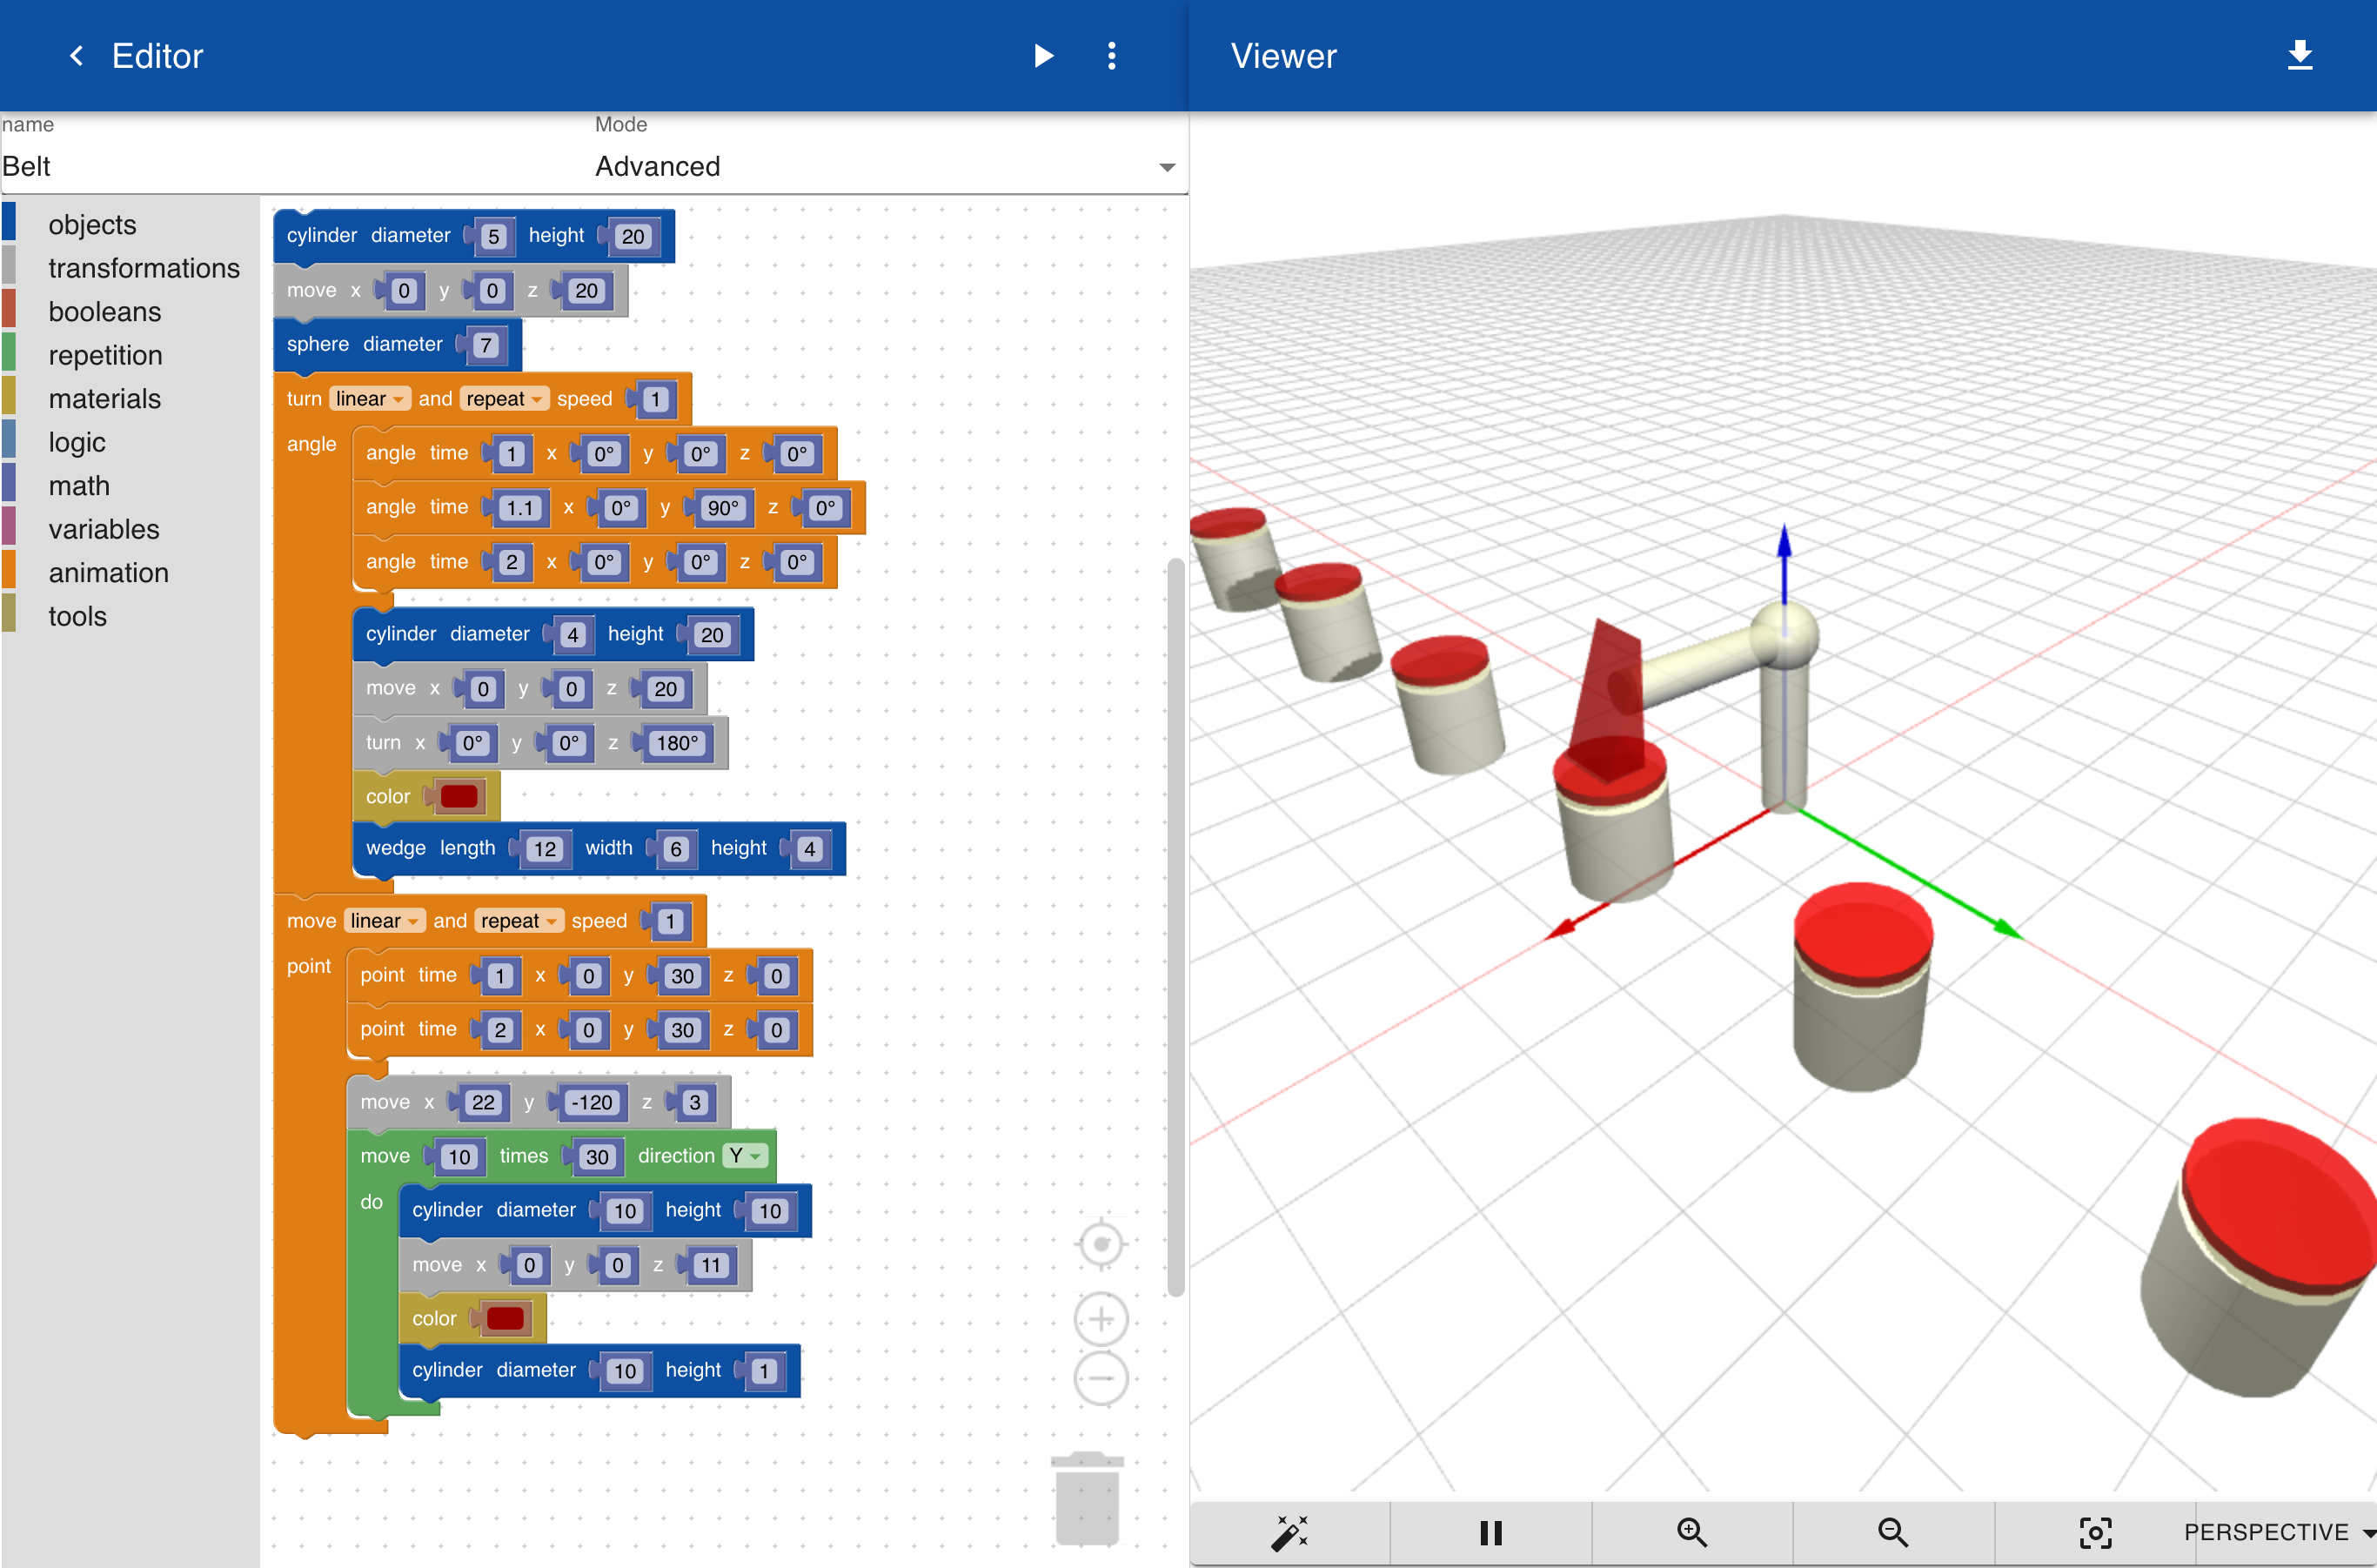 Editor
Viewer
name
Mode
Belt
Advanced
objects
transformations
booleans
repetition
materials
logic
math
variables
animation
tools
cylinder diameter 5 height 20
move x 0 y 0 z 20
sphere diameter 7
turn linear and repeat speed 1
angle
angle time 1 x 0° y 0° z 0°
angle time 1.1 x 0° y 90° z 0°
angle time 2 x 0° y 0° z 0°
cylinder diameter 4 height 20
move x 0 y 0 z 20
turn x 0° y 0° z 180°
color
wedge length 12 width 6 height 4
move linear and repeat speed 1
point
point time 1 x 0 y 30 z 0
point time 2 x 0 y 30 z 0
move x 22 y -120 z 3
move 10 times 30 direction Y
do
cylinder diameter 10 height 10
move x 0 y 0 z 11
color
cylinder diameter 10 height 1
PERSPECTIVE